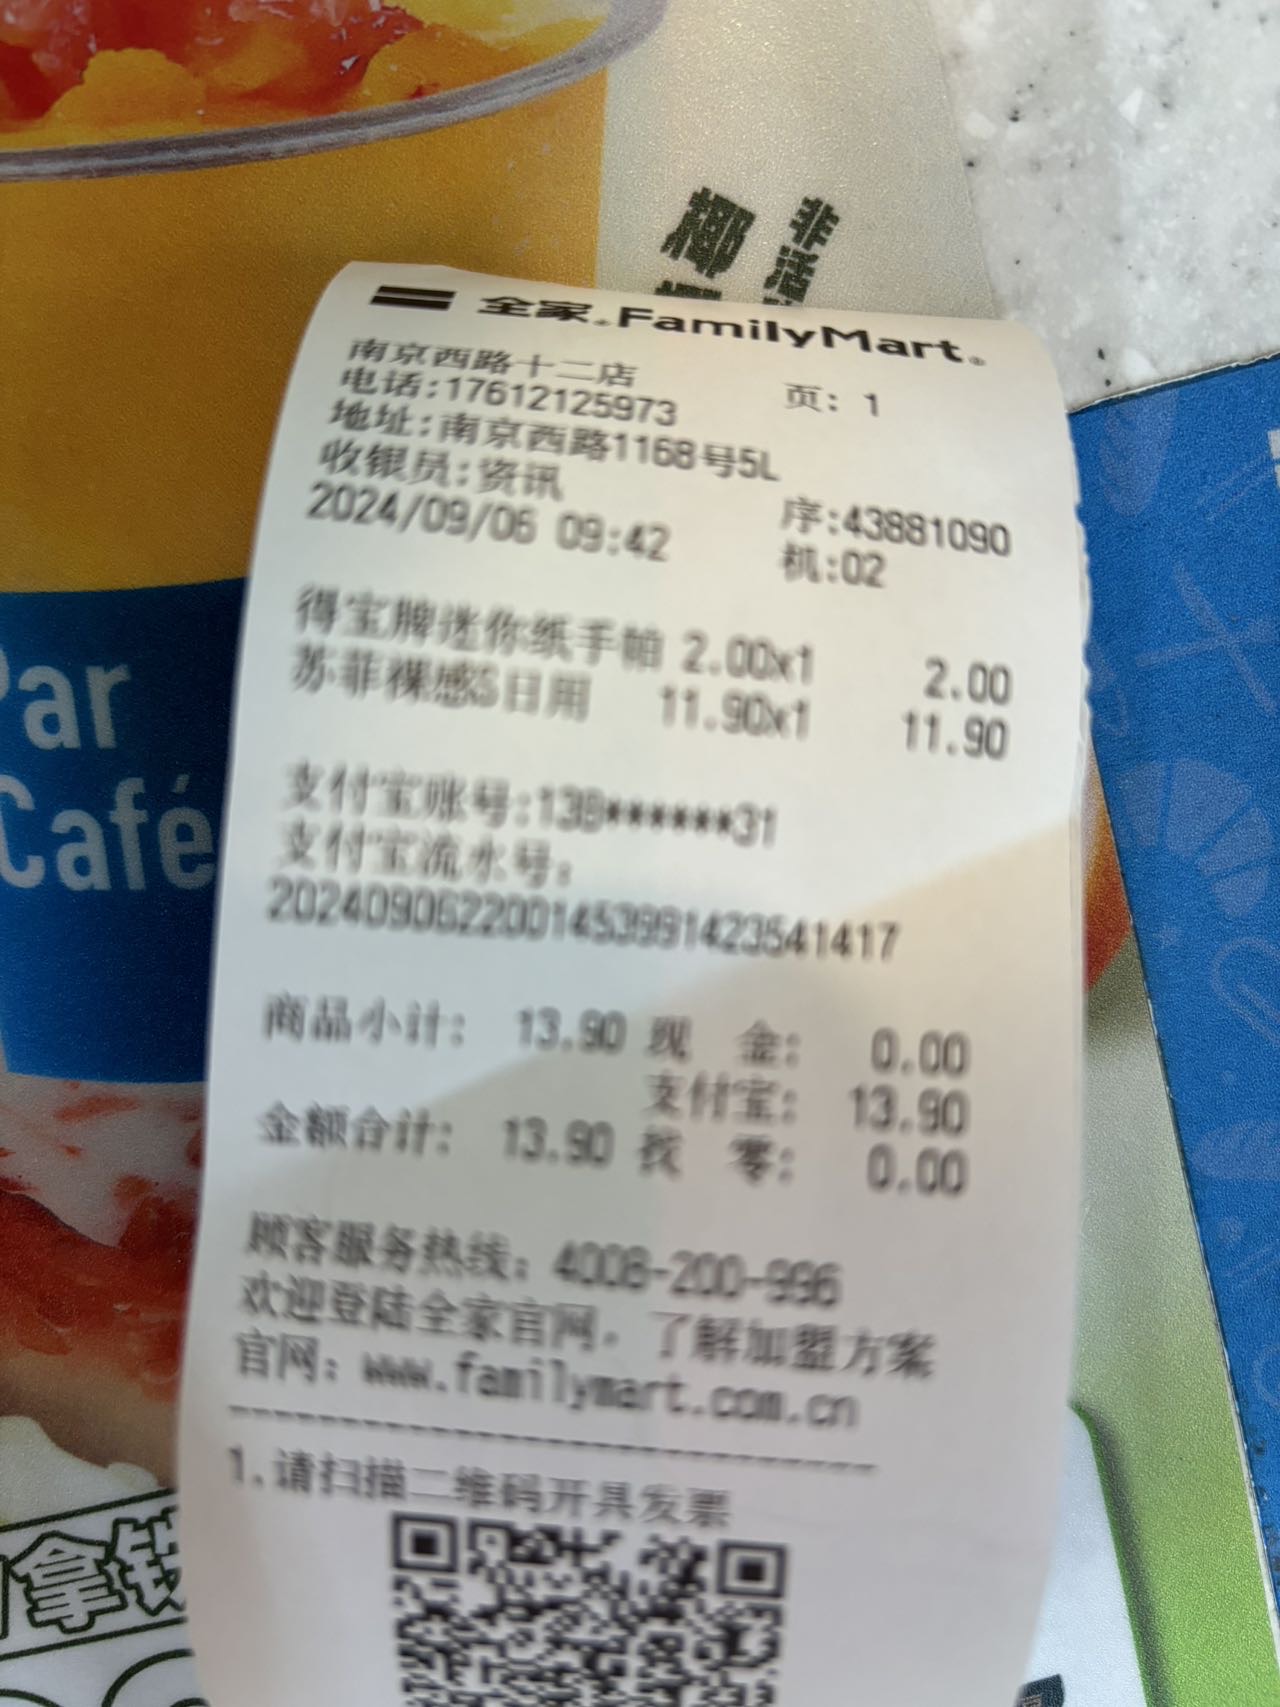 椰
非活
全家 FamilyMart
南京西路十二店 页: 1
电话:17612125973
地址:南京西路1168号5L
收银员:资讯 序:43881090
2024/09/06 09:42 机:02
得宝牌迷你纸手帕 2.00x1 2.00
苏菲裸感S日用 11.90x1 11.90
支付宝账号:138******31
支付宝流水号:
2024090622001453991423541417
商品小计: 13.90 现 金: 0.00
支付宝: 13.90
金额合计: 13.90 找 零: 0.00
顾客服务热线: 4008-200-996
欢迎登陆全家官网,了解加盟方案
官网: www.familymart.com.cn
1.请扫描二维码开具发票
Par
Café
拿铁